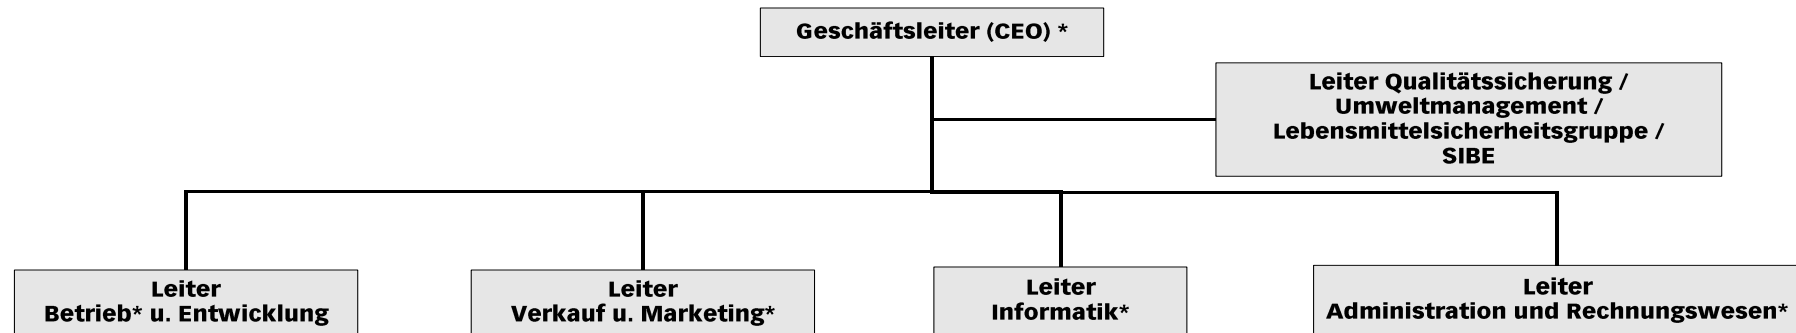 Geschäftsleiter (CEO) *
Leiter Qualitätssicherung /
Umweltmanagement /
Lebensmittelsicherheitsgruppe /
SIBE
Leiter
Betrieb* u. Entwicklung
Leiter
Verkauf u. Marketing*
Leiter
Informatik*
Leiter
Administration und Rechnungswesen*